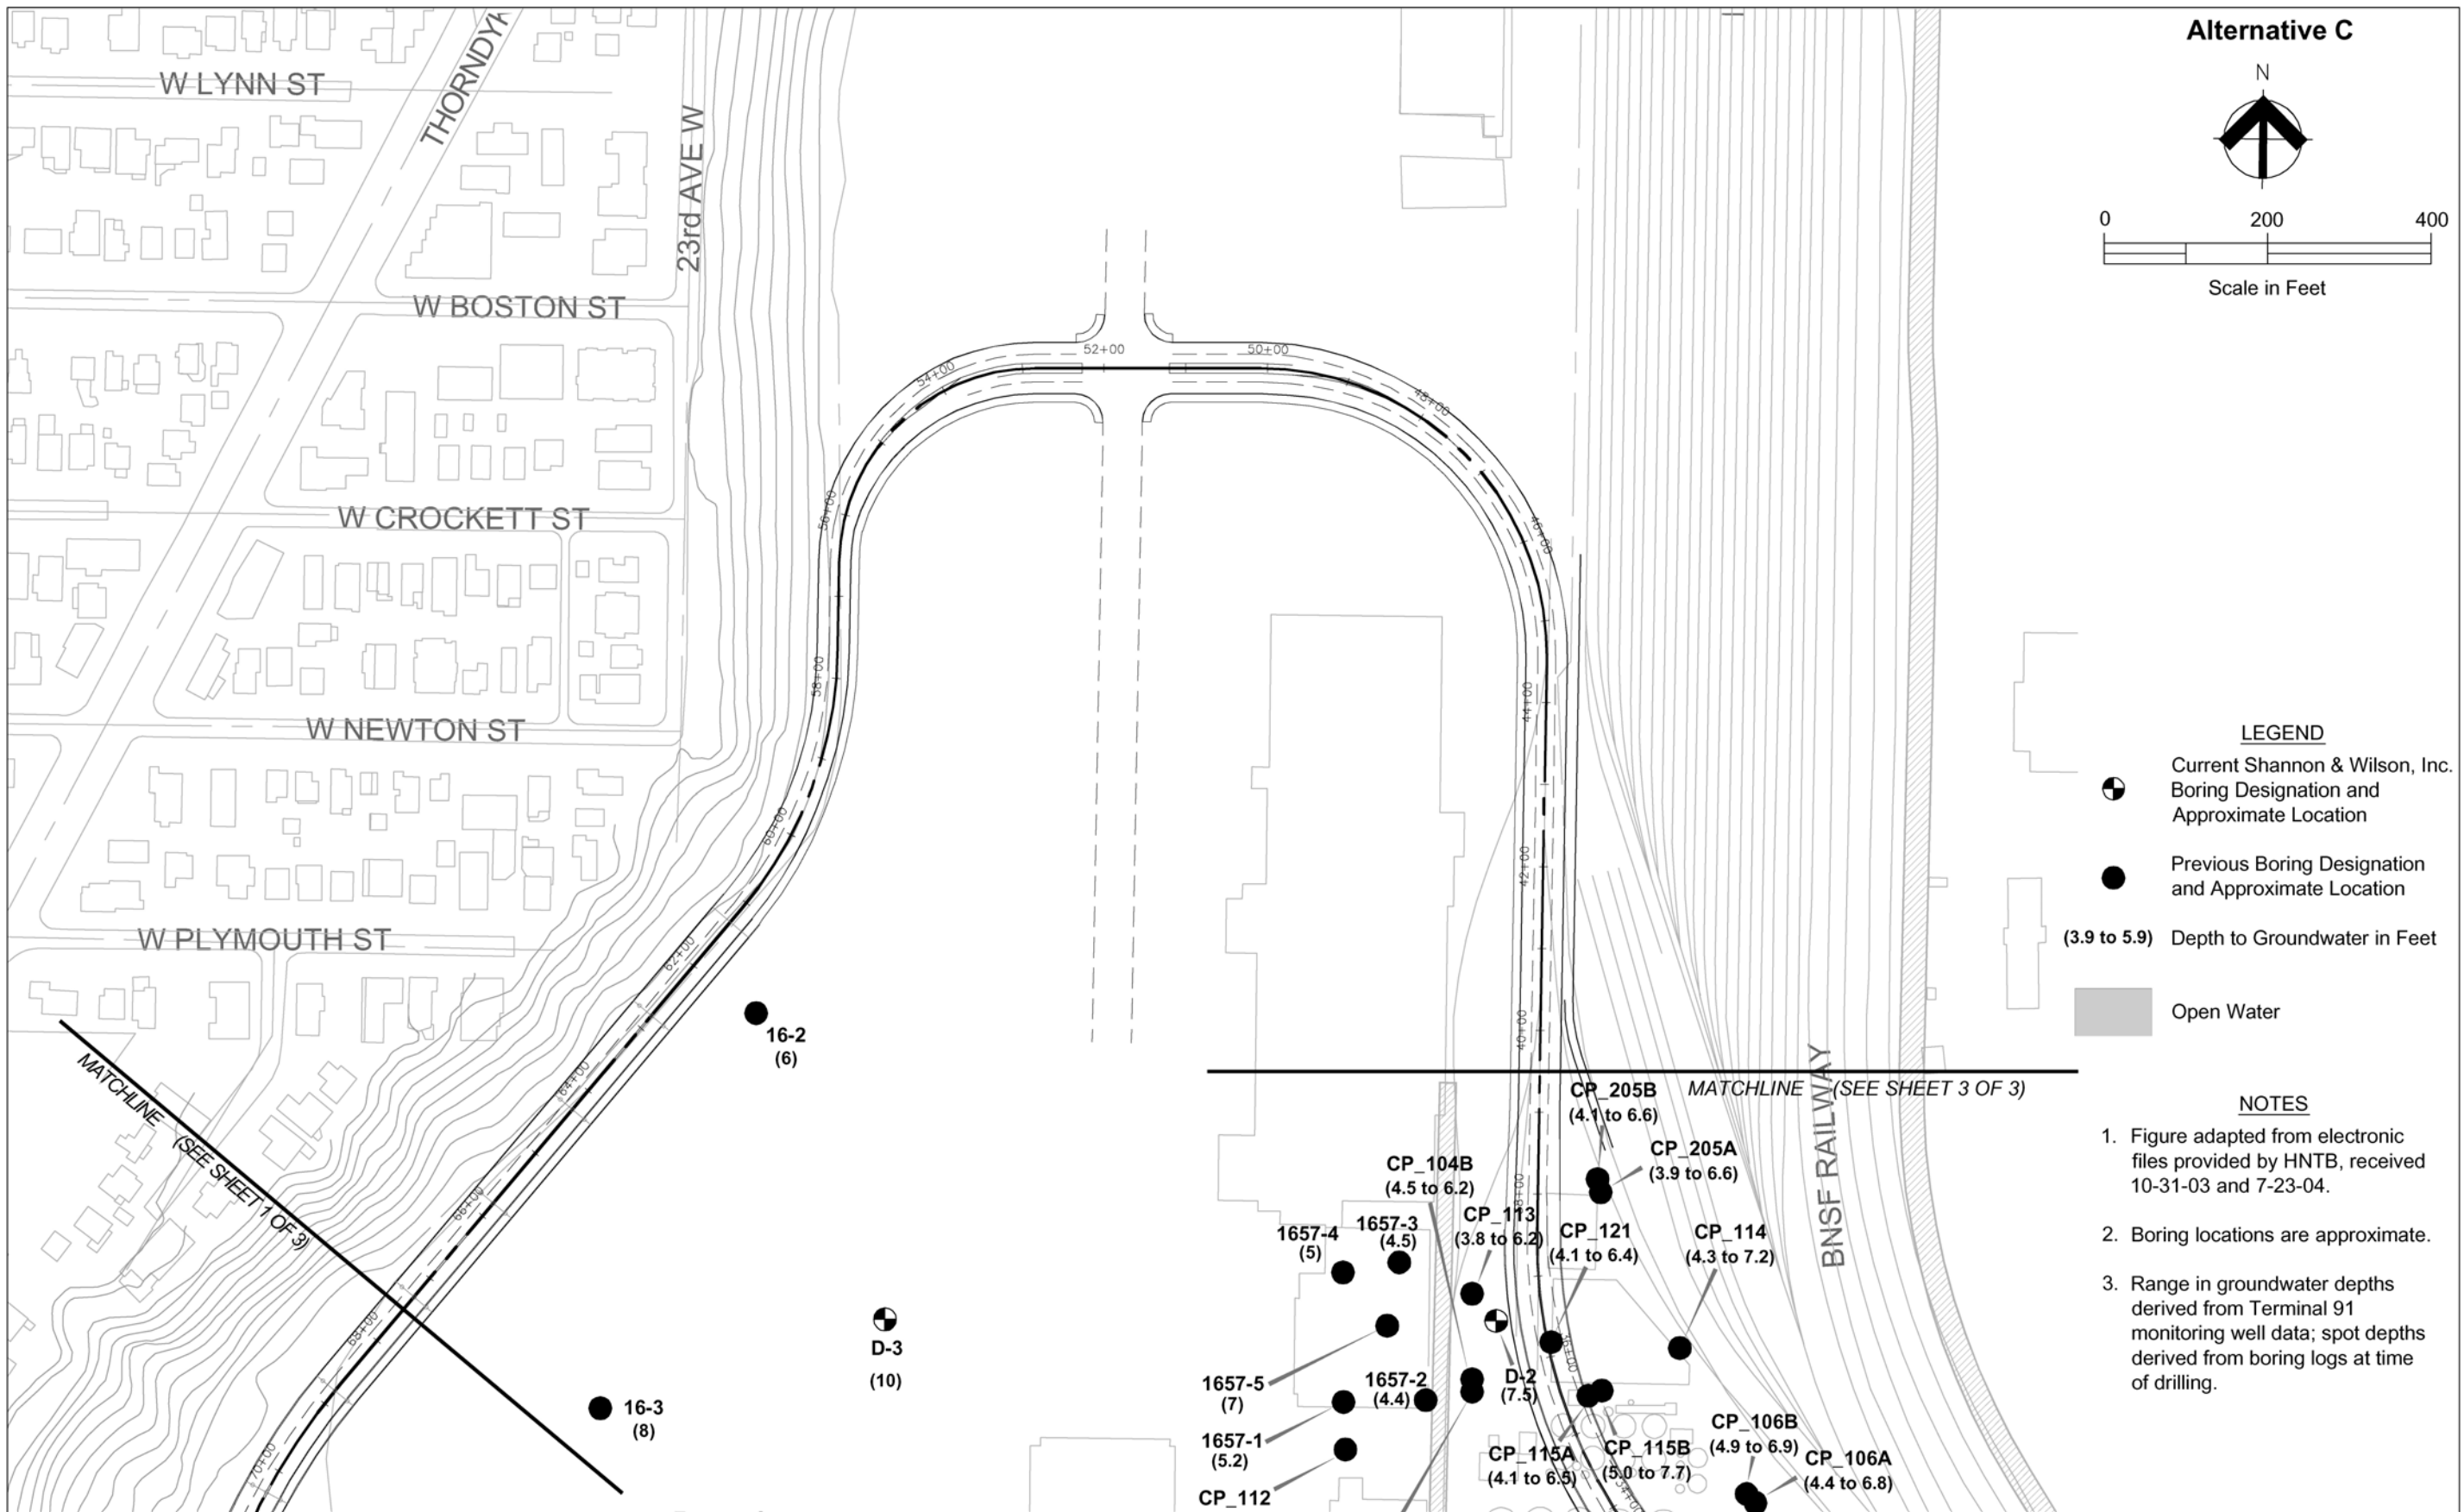 Alternative C
N
0 200 400
Scale in Feet
W LYNN ST
23rd AVE W
W BOSTON ST
W CROCKETT ST
W NEWTON ST
W PLYMOUTH ST
BNSF RAILWAY
52+00
50+00
54+00
48+00
56+00
46+00
58+00
44+00
60+00
42+00
62+00
40+00
64+00
66+00
68+00
70+00
34+00
MATCHLINE (SEE SHEET 1 OF 3)
MATCHLINE (SEE SHEET 3 OF 3)
16-2
(6)
16-3
(8)
D-3
(10)
CP_205B
(4.1 to 6.6)
CP_205A
(3.9 to 6.6)
CP_104B
(4.5 to 6.2)
CP_113
(3.8 to 6.2)
CP_121
(4.1 to 6.4)
CP_114
(4.3 to 7.2)
1657-4
(5)
1657-3
(4.5)
1657-5
(7)
1657-2
(4.4)
D-2
(7.5)
1657-1
(5.2)
CP_112
CP_115A
(4.1 to 6.5)
CP_115B
(5.0 to 7.7)
CP_106B
(4.9 to 6.9)
CP_106A
(4.4 to 6.8)
LEGEND
Current Shannon & Wilson, Inc.
Boring Designation and
Approximate Location
Previous Boring Designation
and Approximate Location
(3.9 to 5.9) Depth to Groundwater in Feet
Open Water
NOTES
1. Figure adapted from electronic
files provided by HNTB, received
10-31-03 and 7-23-04.
2. Boring locations are approximate.
3. Range in groundwater depths
derived from Terminal 91
monitoring well data; spot depths
derived from boring logs at time
of drilling.